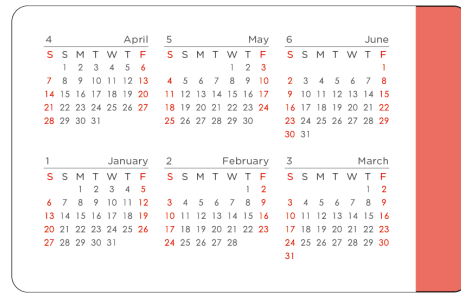 4 April
S S M T W T F
1 2 3 4 5 6
7 8 9 10 11 12 13
14 15 16 17 18 19 20
21 22 23 24 25 26 27
28 29 30 31
5 May
S S M T W T F
1 2 3
4 5 6 7 8 9 10
11 12 13 14 15 16 17
18 19 20 21 22 23 24
25 26 27 28 29 30
6 June
S S M T W T F
1
2 3 4 5 6 7 8
9 10 11 12 13 14 15
16 17 18 19 20 21 22
23 24 25 26 27 28 29
30 31
1 January
S S M T W T F
1 2 3 4 5
6 7 8 9 10 11 12
13 14 15 16 17 18 19
20 21 22 23 24 25 26
27 28 29 30 31
2 February
S S M T W T F
1 2
3 4 5 6 7 8 9
10 11 12 13 14 15 16
17 18 19 20 21 22 23
24 25 26 27 28
3 March
S S M T W T F
1 2
3 4 5 6 7 8 9
10 11 12 13 14 15 16
17 18 19 20 21 22 23
24 25 26 27 28 29 30
31